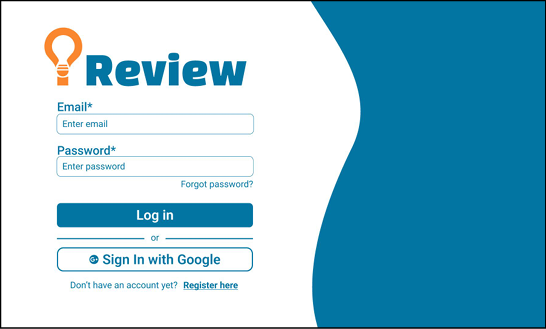 Review
Email*
Enter email
Password*
Enter password
Forgot password?
Log in
or
G+ Sign In with Google
Don't have an account yet? Register here